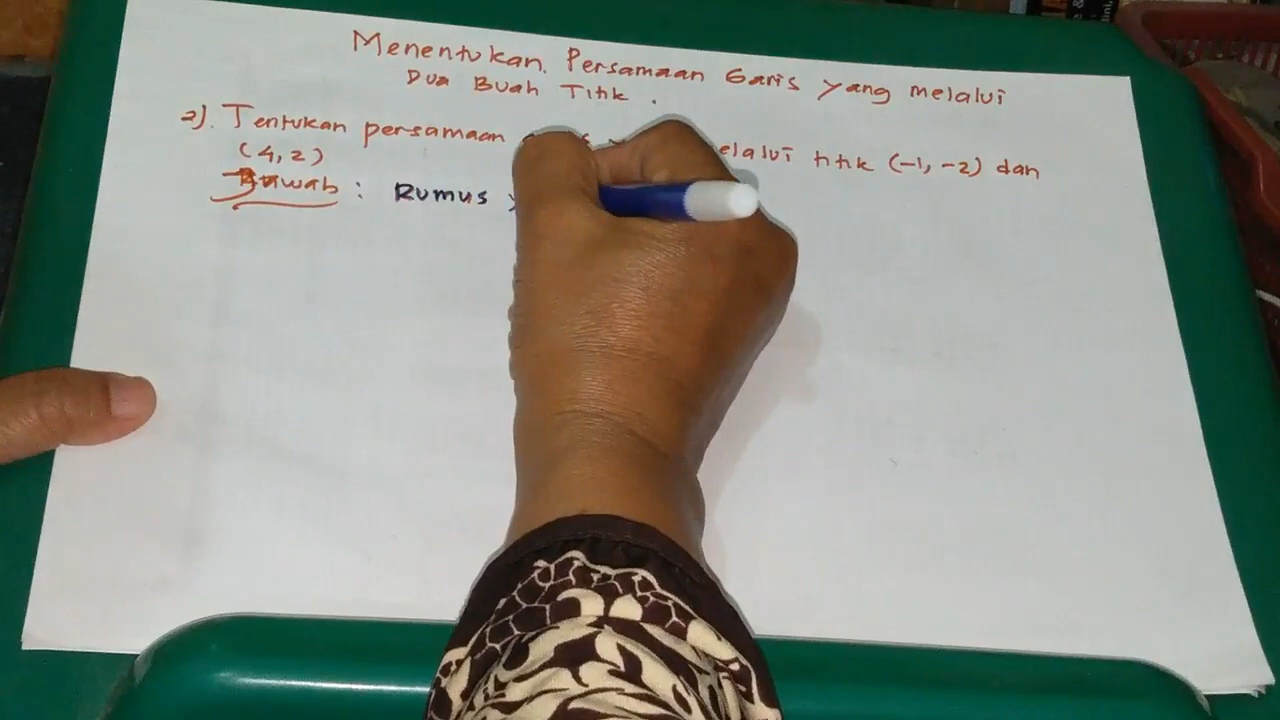 Menentukan. Persamaan Garis yang melalui
Dua Buah Titik.
2). Tentukan persamaan titik (-1, -2) dan
(4, 2)
Jawab : Rumus